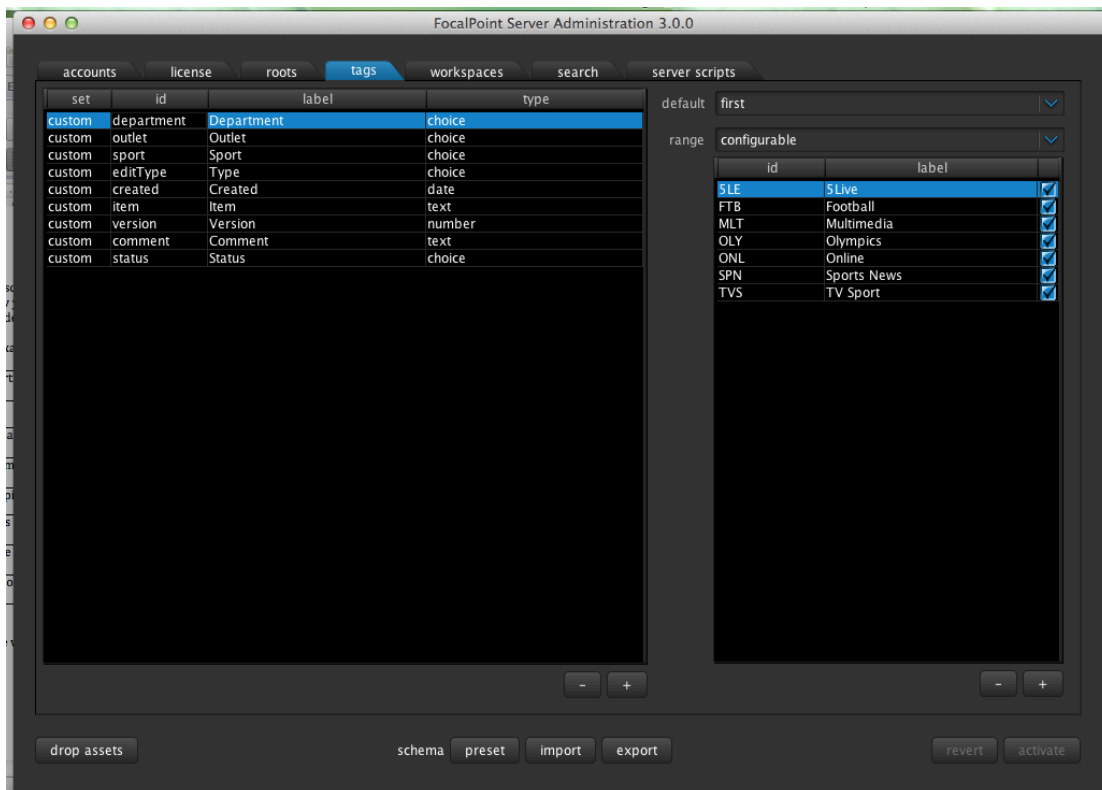 FocalPoint Server Administration 3.0.0
accounts license roots tags workspaces search server scripts
set id label type
custom department Department choice
custom outlet Outlet choice
custom sport Sport choice
custom editType Type choice
custom created Created date
custom item Item text
custom version Version number
custom comment Comment text
custom status Status choice
- +
default first
range configurable
id label
5LE 5Live
FTB Football
MLT Multimedia
OLY Olympics
ONL Online
SPN Sports News
TVS TV Sport
- +
drop assets schema preset import export revert activate